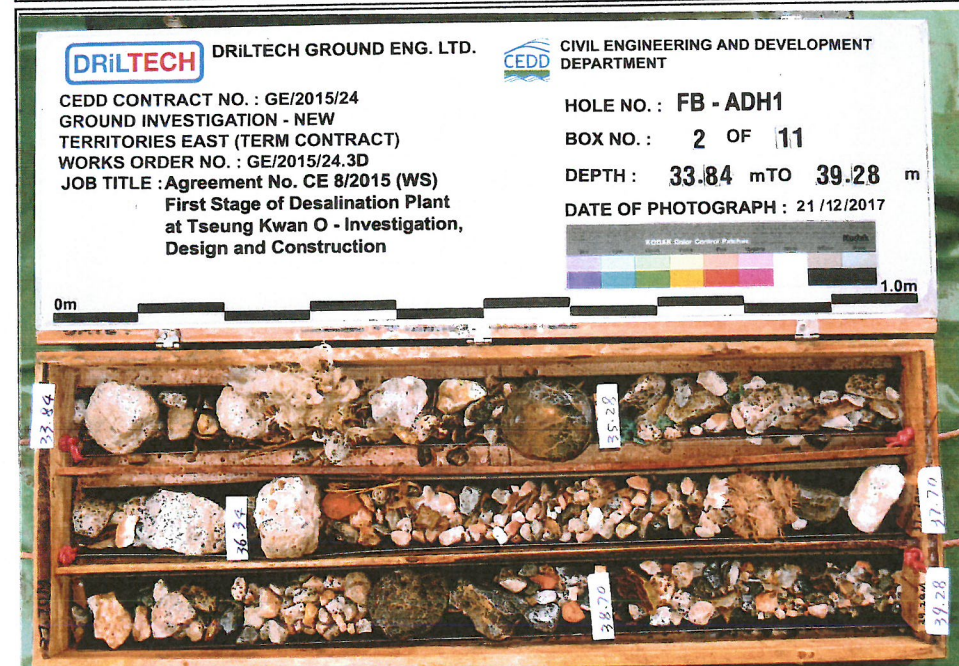 DRiLTECH DRiLTECH GROUND ENG. LTD.
CEDD CONTRACT NO. : GE/2015/24
GROUND INVESTIGATION - NEW
TERRITORIES EAST (TERM CONTRACT)
WORKS ORDER NO. : GE/2015/24.3D
JOB TITLE : Agreement No. CE 8/2015 (WS)
First Stage of Desalination Plant
at Tseung Kwan O - Investigation,
Design and Construction
CEDD CIVIL ENGINEERING AND DEVELOPMENT
DEPARTMENT
HOLE NO. : FB - ADH1
BOX NO. : 2 OF 11
DEPTH : 33.84 m TO 39.28 m
DATE OF PHOTOGRAPH : 21/12/2017
KODAK Color Control Patches Kodak
0m 1.0m
33.84
35.28
36.34
37.70
38.70
39.28